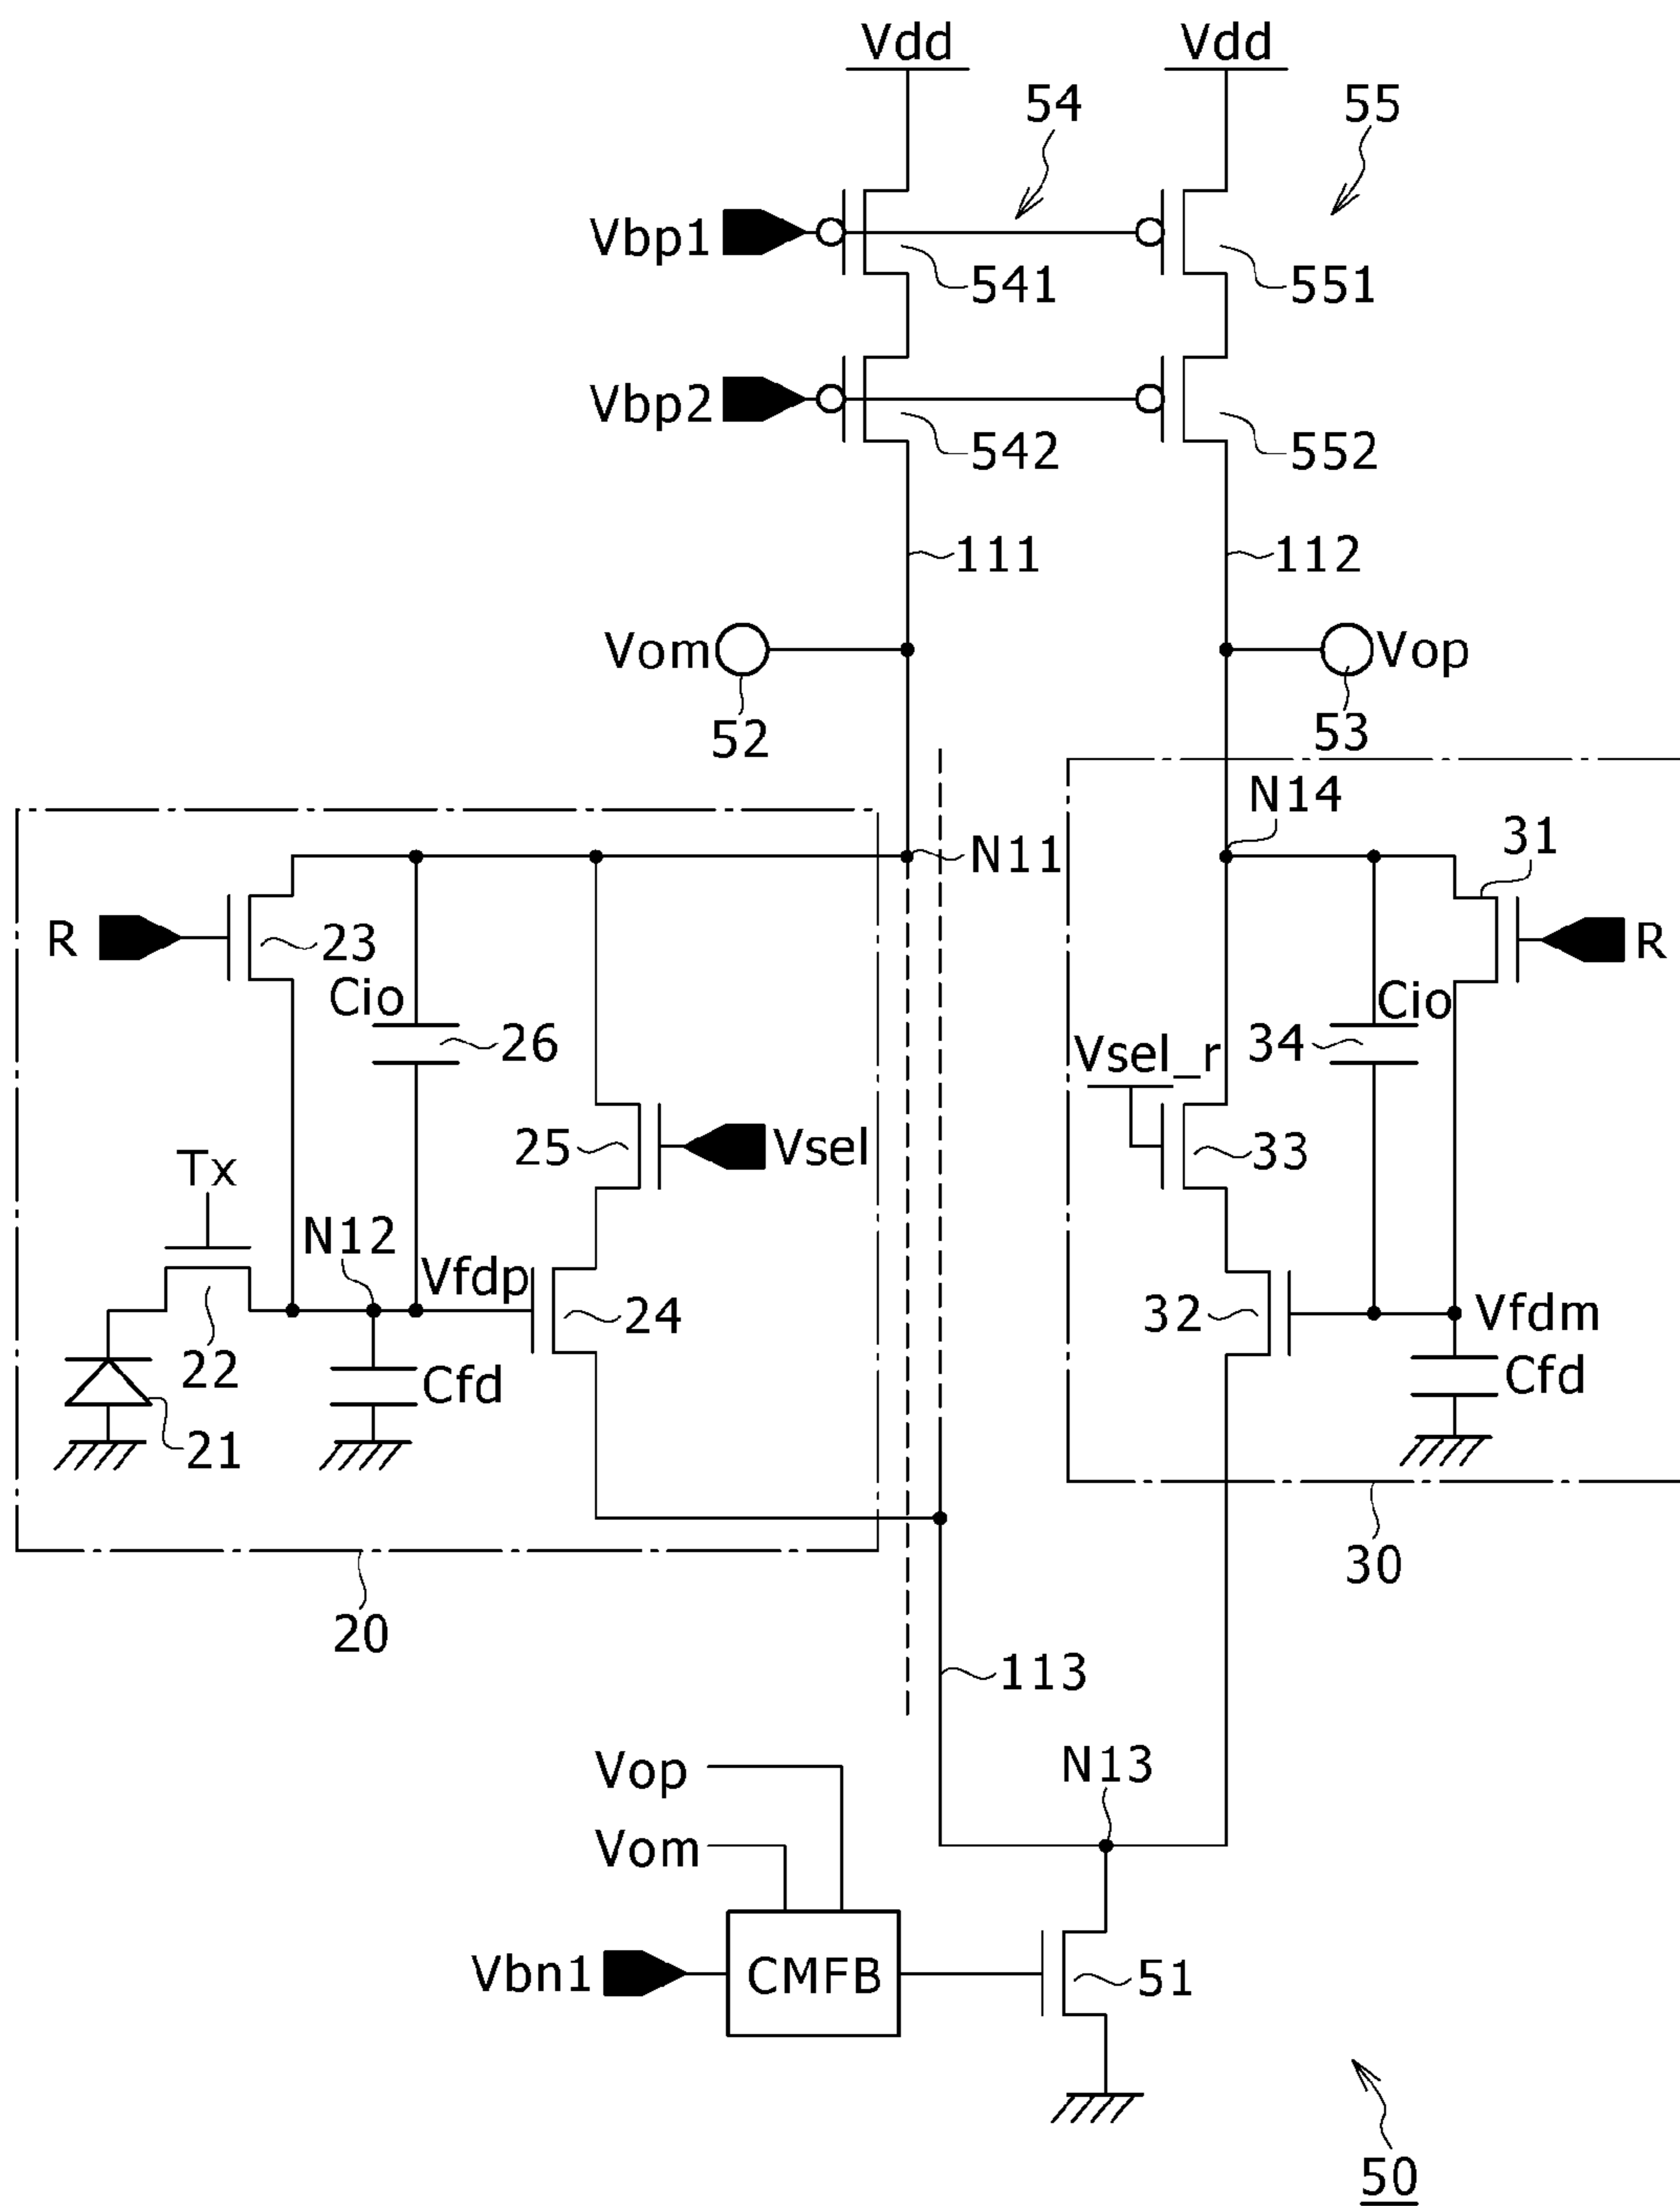 Vdd
Vdd
54
55
Vbp1
541
551
Vbp2
542
552
111
112
Vom
Vop
52
53
N14
31
N11
R
23
R
Cio
26
Cio
34
Vsel_r
25
Vsel
33
Tx
N12
Vfdp
24
32
Vfdm
22
Cfd
Cfd
21
20
30
113
Vop
N13
Vom
Vbn1
CMFB
51
50